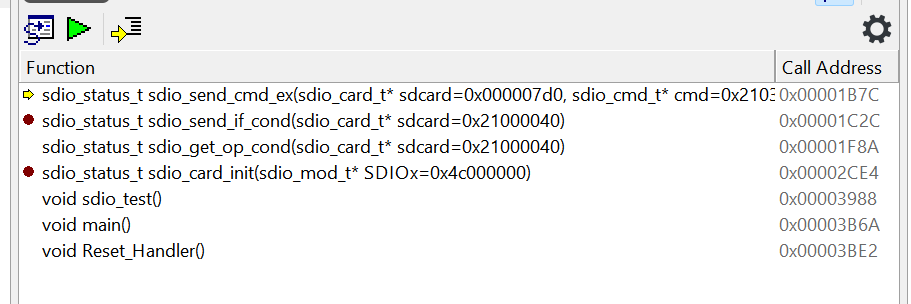 Function Call Address
sdio_status_t sdio_send_cmd_ex(sdio_card_t* sdcard=0x000007d0, sdio_cmd_t* cmd=0x2103 0x00001B7C
sdio_status_t sdio_send_if_cond(sdio_card_t* sdcard=0x21000040) 0x00001C2C
sdio_status_t sdio_get_op_cond(sdio_card_t* sdcard=0x21000040) 0x00001F8A
sdio_status_t sdio_card_init(sdio_mod_t* SDIOx=0x4c000000) 0x00002CE4
void sdio_test() 0x00003988
void main() 0x00003B6A
void Reset_Handler() 0x00003BE2